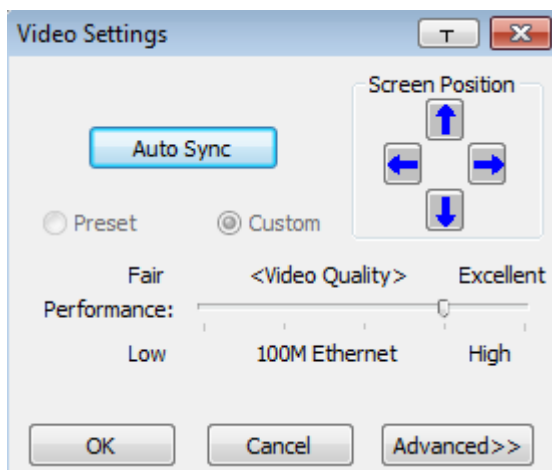 Video Settings
T
Screen Position
Auto Sync
Preset
Custom
Fair
<Video Quality>
Excellent
Performance:
Low
100M Ethernet
High
OK
Cancel
Advanced>>